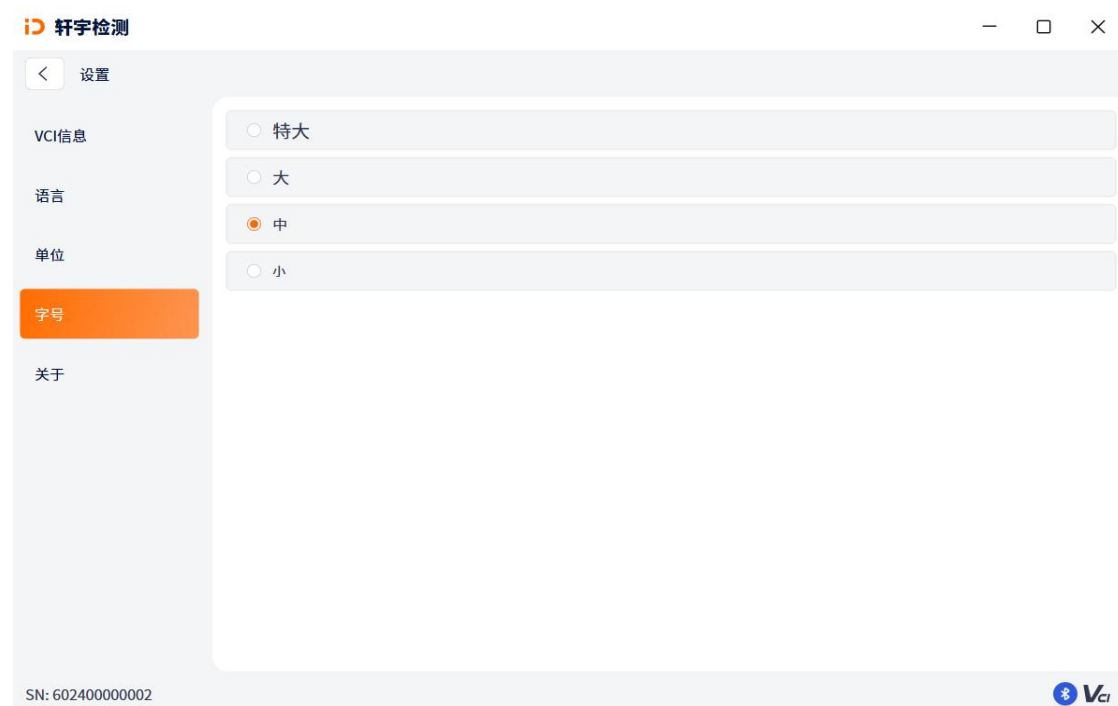 轩宇检测
设置
VCI信息
语言
单位
字号
关于
特大
大
中
小
SN: 602400000002
VCI